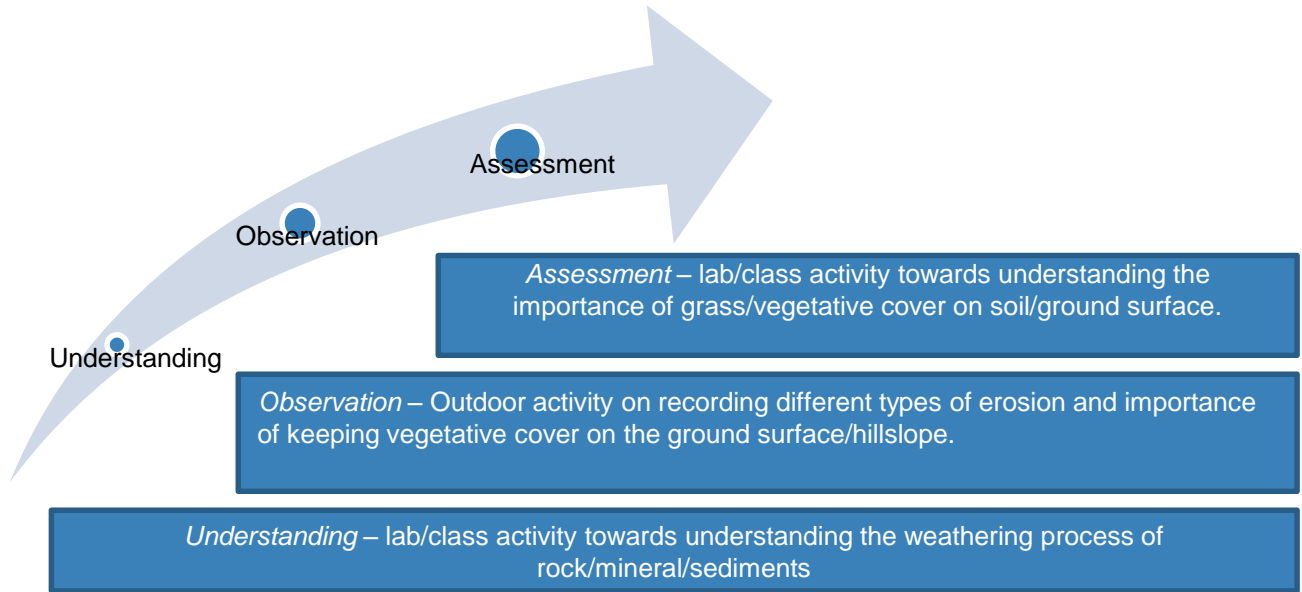 Assessment
Observation
Understanding
Assessment – lab/class activity towards understanding the
importance of grass/vegetative cover on soil/ground surface.
Observation – Outdoor activity on recording different types of erosion and importance
of keeping vegetative cover on the ground surface/hillslope.
Understanding – lab/class activity towards understanding the weathering process of
rock/mineral/sediments